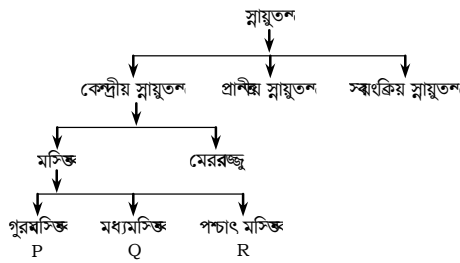 স্নায়ুতন্ত্র
কেন্দ্রীয় স্নায়ুতন্ত্র প্রান্তীয় স্নায়ুতন্ত্র স্বয়ংক্রিয় স্নায়ুতন্ত্র
মস্তিষ্ক মেরুরজ্জু
গুরুমস্তিষ্ক মধ্যমস্তিষ্ক পশ্চাৎ মস্তিষ্ক
P Q R